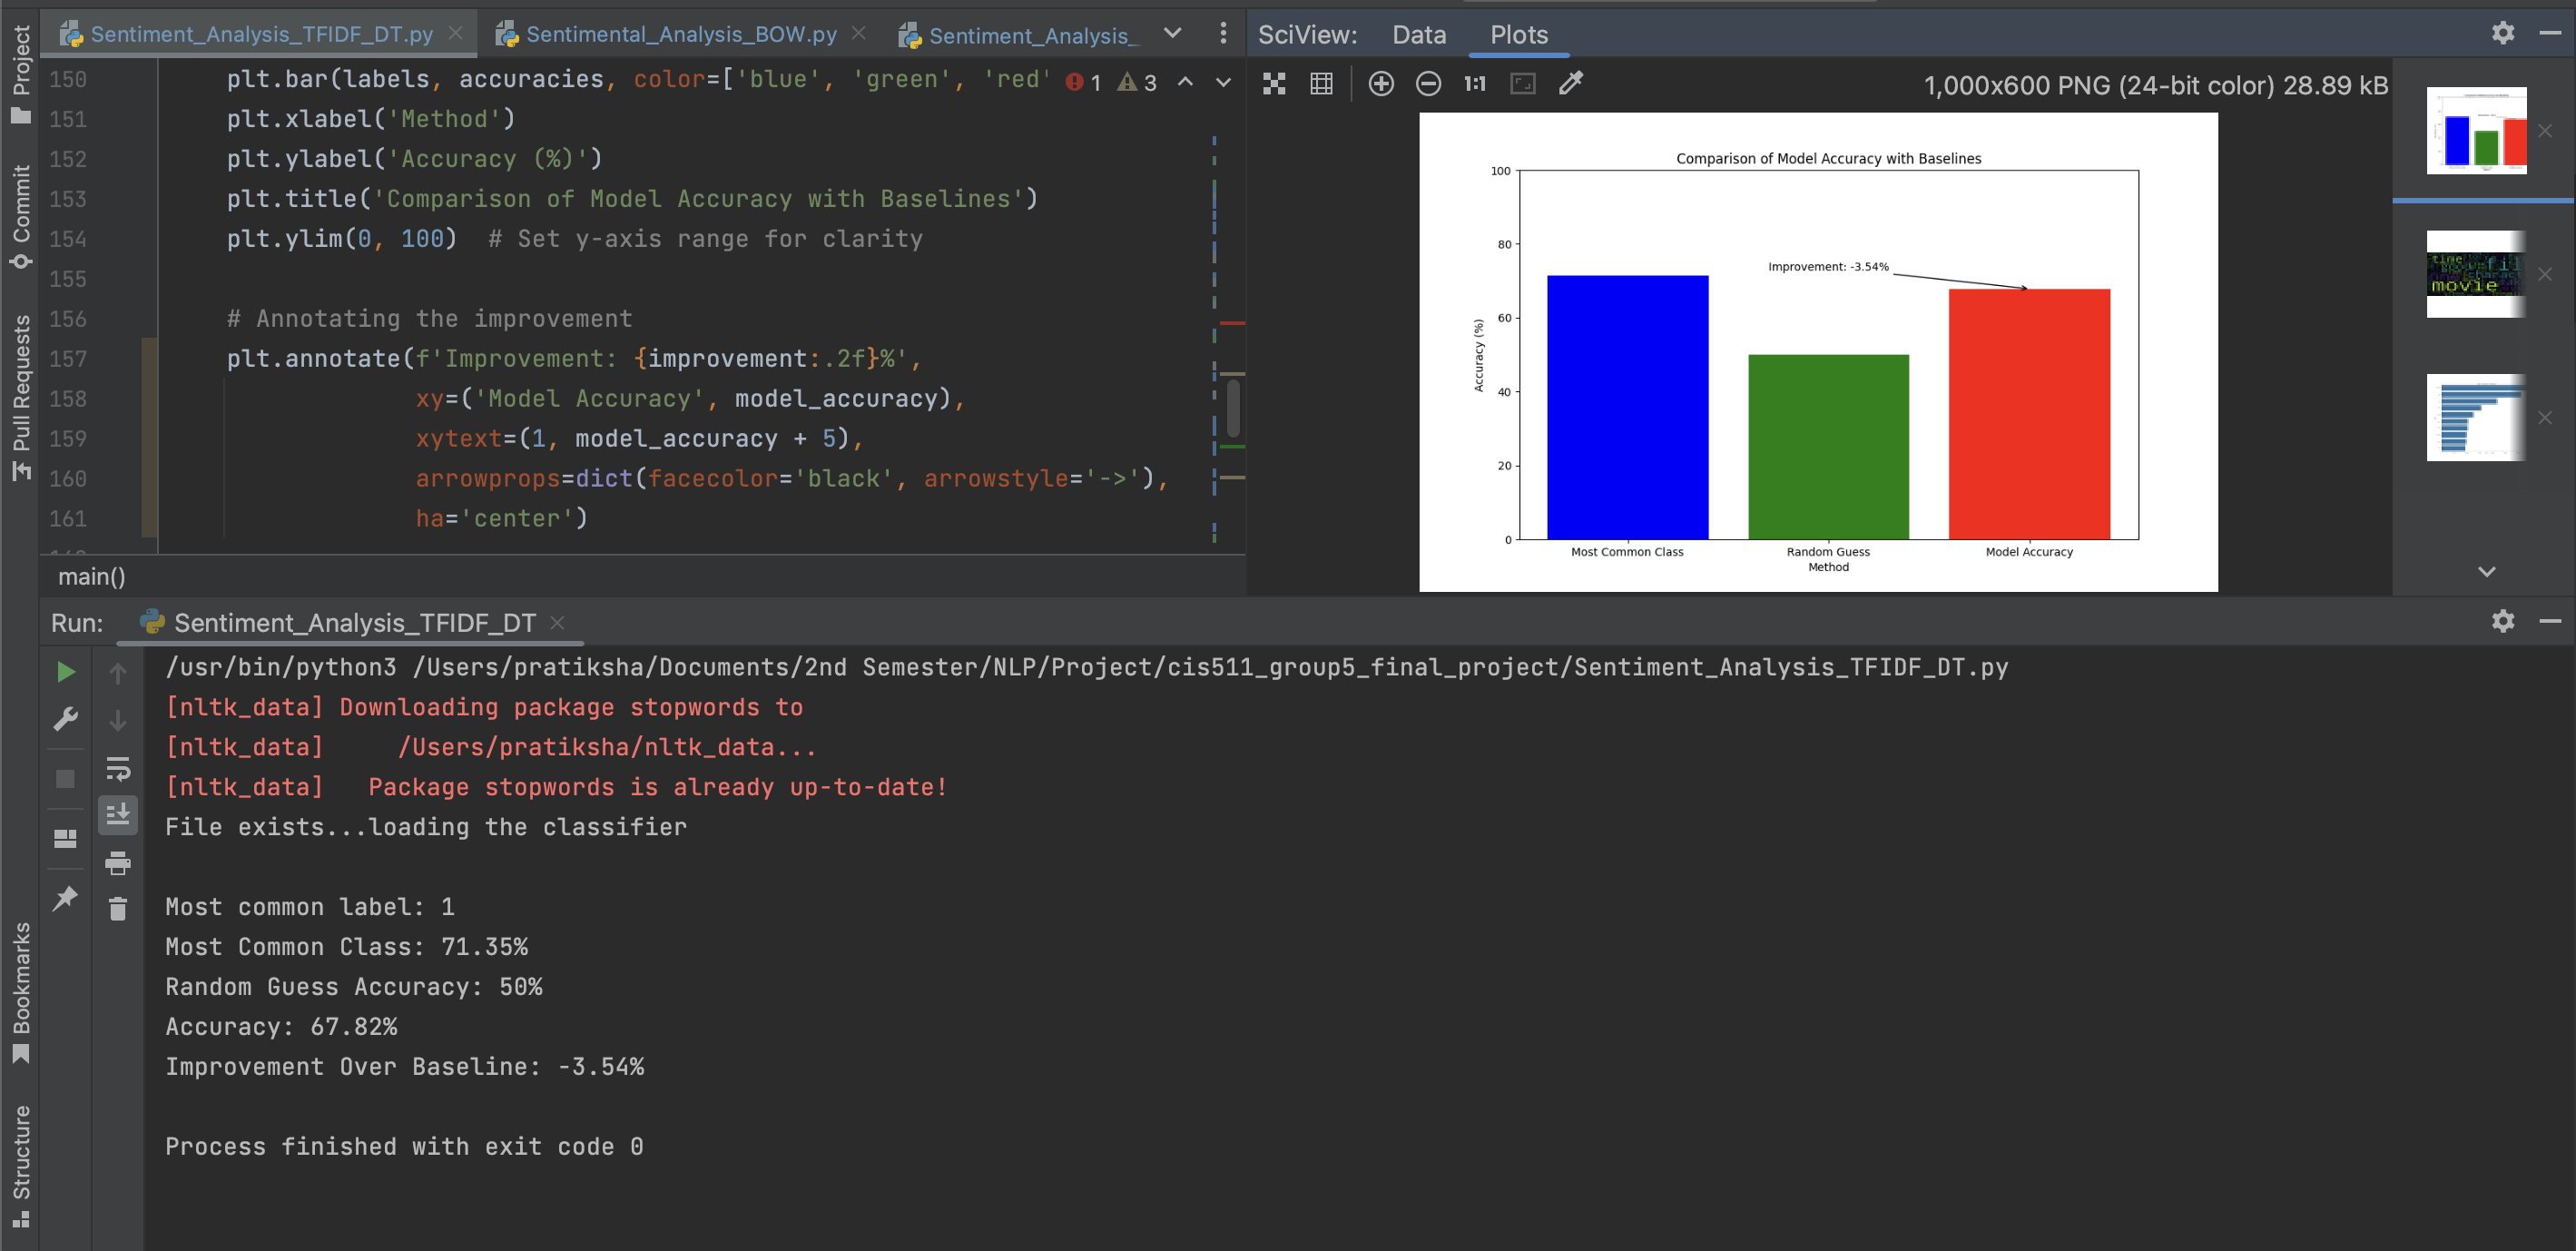 Project
Commit
Pull Requests
Bookmarks
Structure
Sentiment_Analysis_TFIDF_DT.py
Sentimental_Analysis_BOW.py
Sentiment_Analysis_
150 plt.bar(labels, accuracies, color=['blue', 'green', 'red'
1 3
151 plt.xlabel('Method')
152 plt.ylabel('Accuracy (%)')
153 plt.title('Comparison of Model Accuracy with Baselines')
154 plt.ylim(0, 100)  # Set y-axis range for clarity
155
156 # Annotating the improvement
157 plt.annotate(f'Improvement: {improvement:.2f}%',
158 xy=('Model Accuracy', model_accuracy),
159 xytext=(1, model_accuracy + 5),
160 arrowprops=dict(facecolor='black', arrowstyle='->'),
161 ha='center')
main()
SciView: Data Plots
1:1
1,000x600 PNG (24-bit color) 28.89 kB
Comparison of Model Accuracy with Baselines
100
80
60
40
20
0
Accuracy (%)
Improvement: -3.54%
Most Common Class Random Guess Model Accuracy
Method
time
movie
Run: Sentiment_Analysis_TFIDF_DT
/usr/bin/python3 /Users/pratiksha/Documents/2nd Semester/NLP/Project/cis511_group5_final_project/Sentiment_Analysis_TFIDF_DT.py
[nltk_data] Downloading package stopwords to
[nltk_data]     /Users/pratiksha/nltk_data...
[nltk_data]   Package stopwords is already up-to-date!
File exists...loading the classifier
Most common label: 1
Most Common Class: 71.35%
Random Guess Accuracy: 50%
Accuracy: 67.82%
Improvement Over Baseline: -3.54%
Process finished with exit code 0